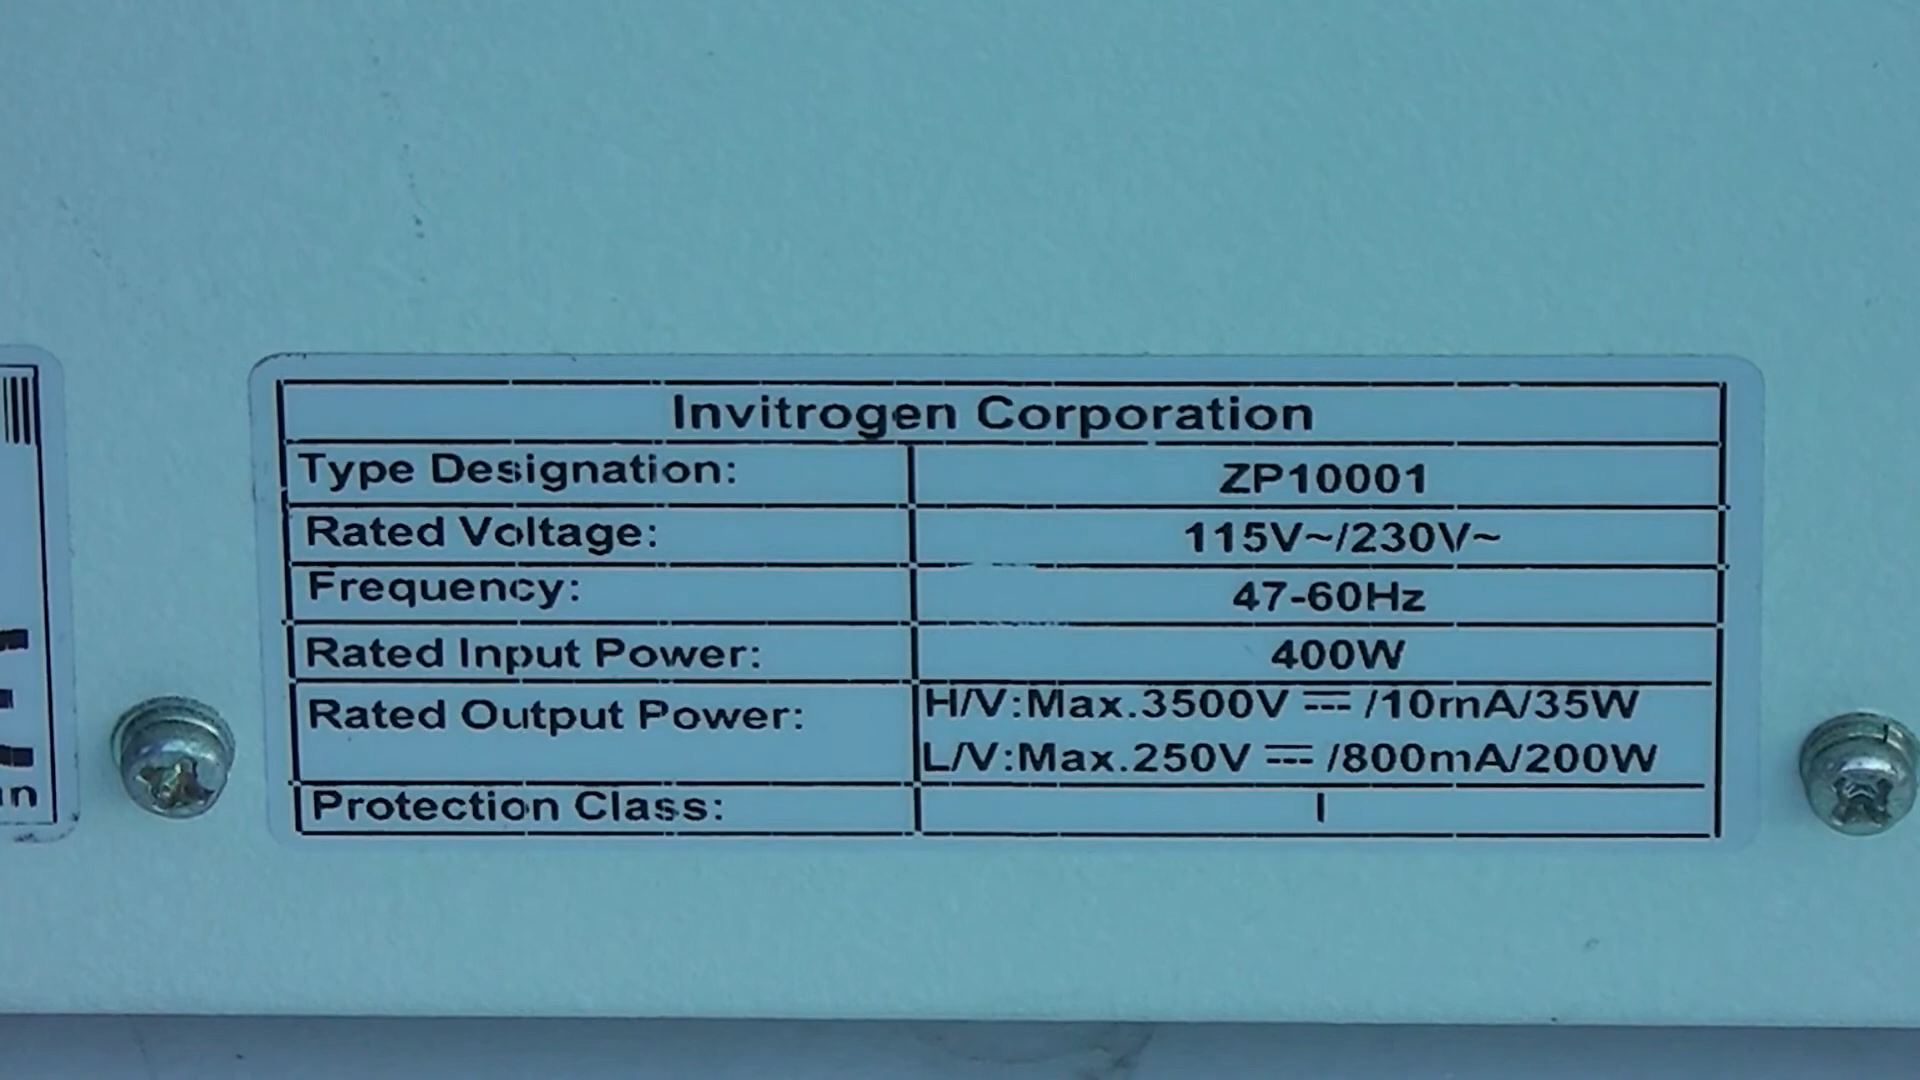 Invitrogen Corporation
Type Designation: ZP10001
Rated Voltage: 115V~/230V~
Frequency: 47-60Hz
Rated Input Power: 400W
Rated Output Power: H/V:Max.3500V ⎓ /10mA/35W
L/V:Max.250V ⎓ /800mA/200W
Protection Class: I